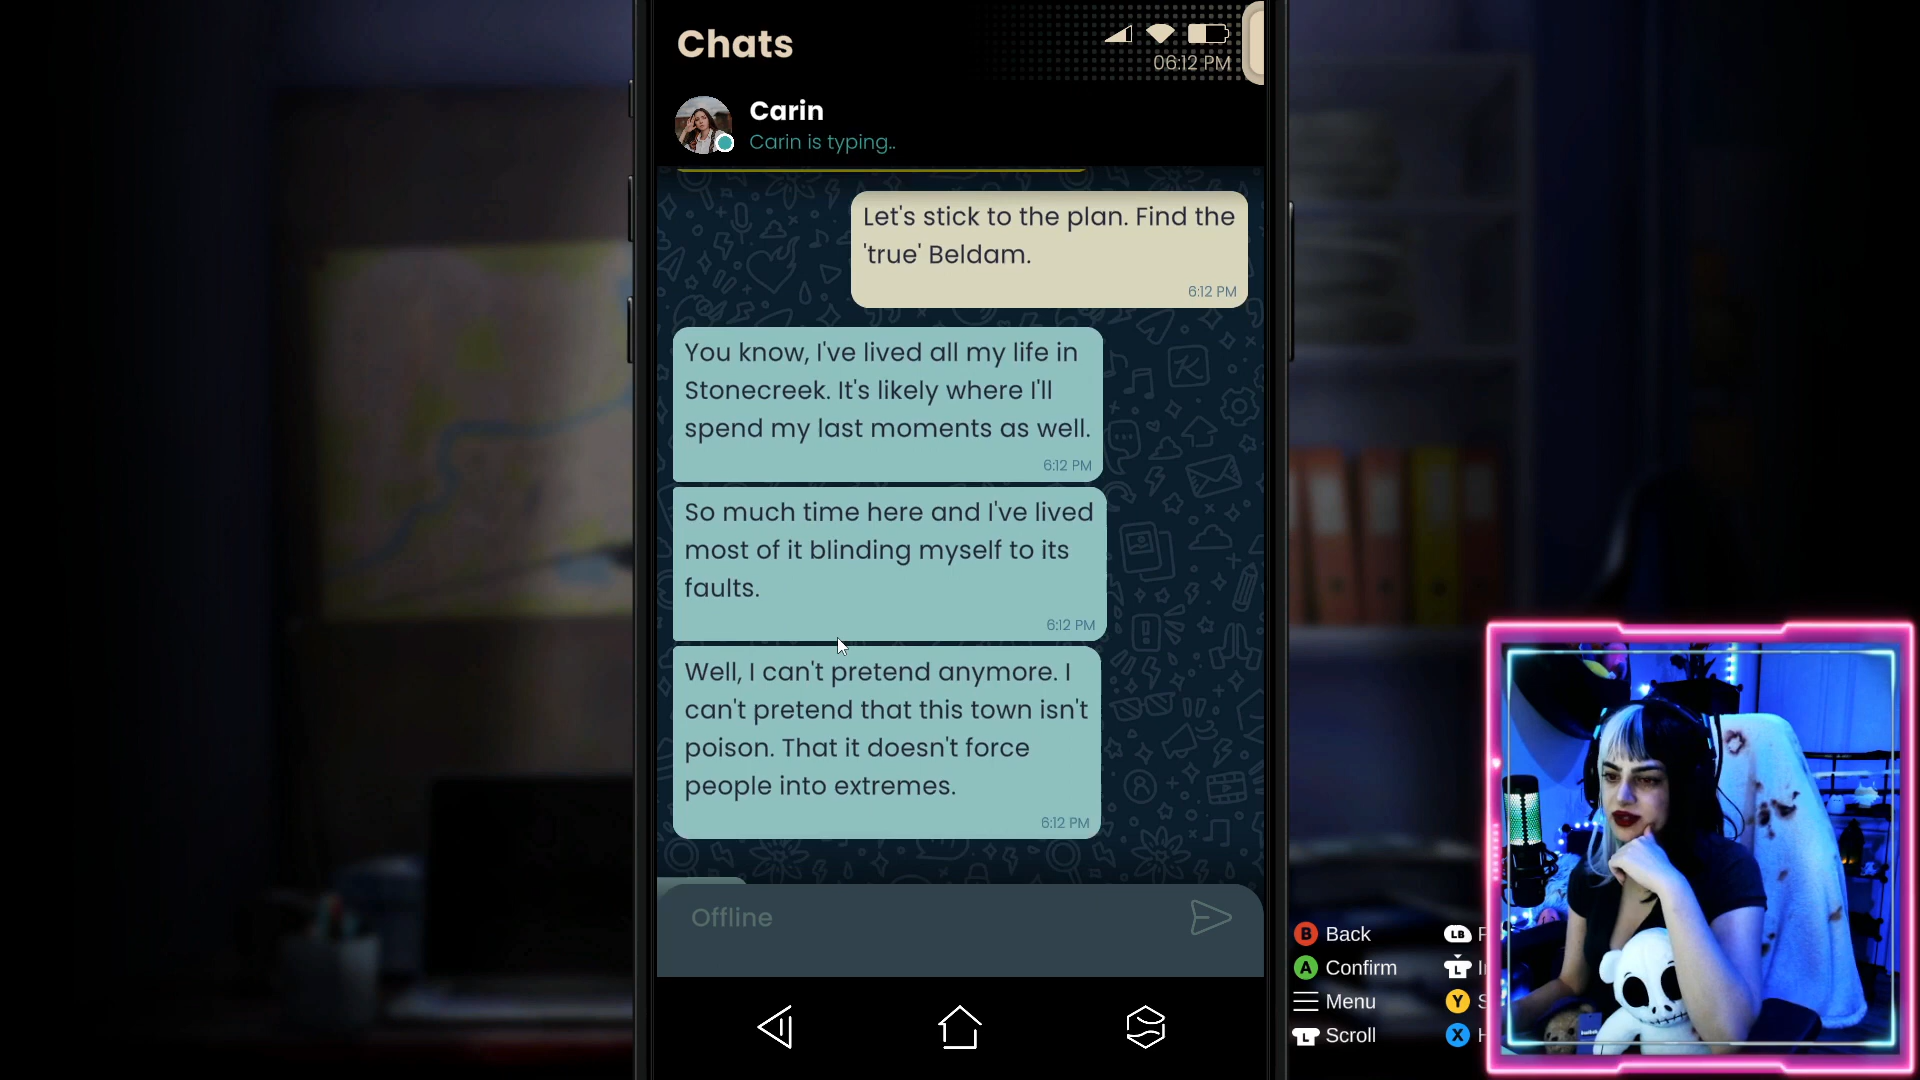 Chats
06:12 PM
Carin
Carin is typing..
Let's stick to the plan. Find the
'true' Beldam.
6:12 PM
You know, I've lived all my life in
Stonecreek. It's likely where I'll
spend my last moments as well.
6:12 PM
So much time here and I've lived
most of it blinding myself to its
faults.
6:12 PM
Well, I can't pretend anymore. I
can't pretend that this town isn't
poison. That it doesn't force
people into extremes.
6:12 PM
Offline
B Back
LB
A Confirm
L
Menu
Y
L Scroll
X